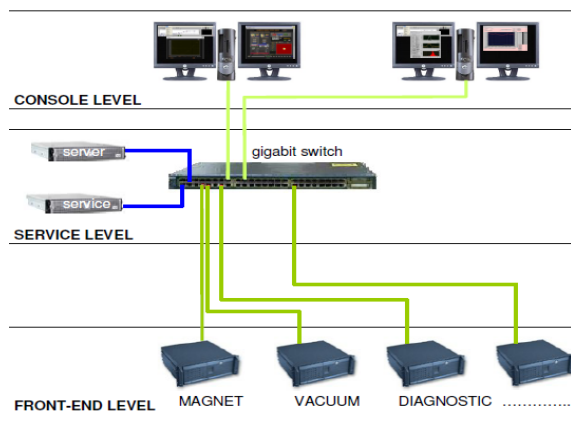 CONSOLE LEVEL
server
gigabit switch
service
SERVICE LEVEL
FRONT-END LEVEL
MAGNET
VACUUM
DIAGNOSTIC
..............